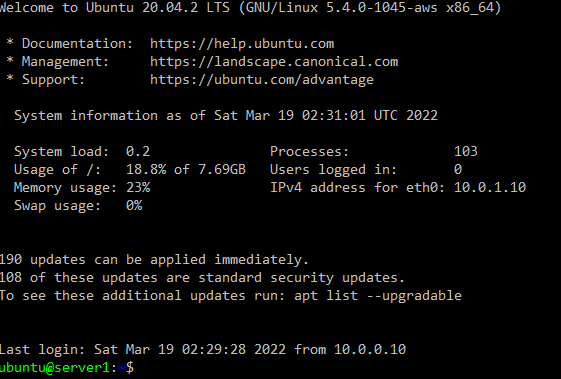 Welcome to Ubuntu 20.04.2 LTS (GNU/Linux 5.4.0-1045-aws x86_64)
* Documentation: https://help.ubuntu.com
* Management: https://landscape.canonical.com
* Support: https://ubuntu.com/advantage
System information as of Sat Mar 19 02:31:01 UTC 2022
System load: 0.2 Processes: 103
Usage of /: 18.8% of 7.69GB Users logged in: 0
Memory usage: 23% IPv4 address for eth0: 10.0.1.10
Swap usage: 0%
190 updates can be applied immediately.
108 of these updates are standard security updates.
To see these additional updates run: apt list --upgradable
Last login: Sat Mar 19 02:29:28 2022 from 10.0.0.10
ubuntu@server1:~$